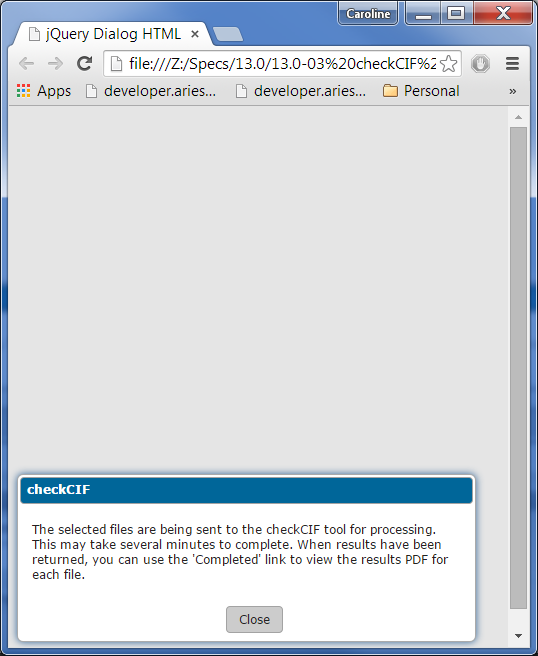 Caroline
jQuery Dialog HTML
file:///Z:/Specs/13.0/13.0-03%20checkCIF%2
Apps developer.aries... developer.aries... Personal »
checkCIF
The selected files are being sent to the checkCIF tool for processing.
This may take several minutes to complete. When results have been
returned, you can use the 'Completed' link to view the results PDF for
each file.
Close